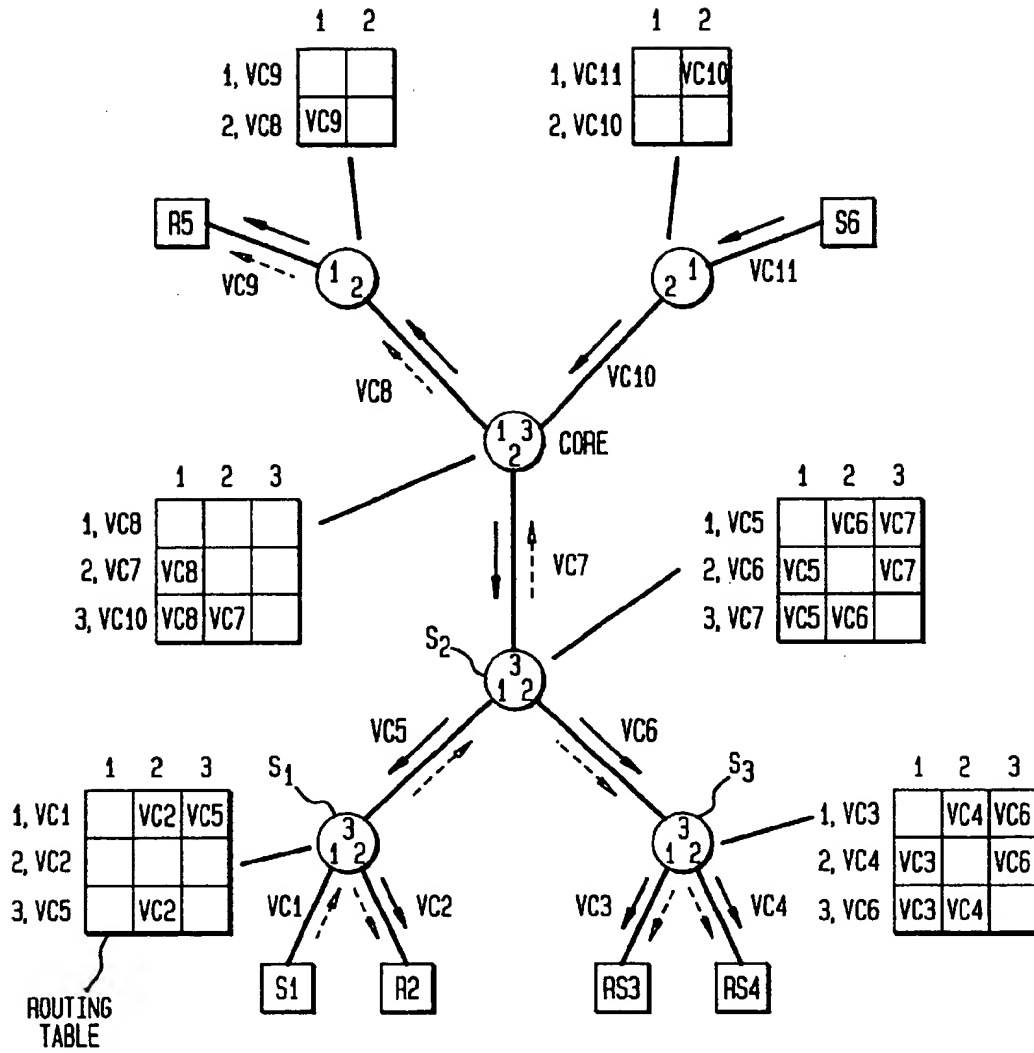 1 2
1, VC9
2, VC8 VC9
1 2
1, VC11 VC10
2, VC10
R5
S6
VC9
1 2
2 1
VC11
VC8
VC10
1 3
2
CORE
1 2 3
1, VC8
2, VC7 VC8
3, VC10 VC8 VC7
VC7
1 2 3
1, VC5 VC6 VC7
2, VC6 VC5 VC7
3, VC7 VC5 VC6
S2
3
1 2
VC5
VC6
1 2 3
1, VC1 VC2 VC5
2, VC2
3, VC5 VC2
S1
3
1 2
S3
3
1 2
1 2 3
1, VC3 VC4 VC6
2, VC4 VC3 VC6
3, VC6 VC3 VC4
VC1
VC2
VC3
VC4
S1
R2
RS3
RS4
ROUTING
TABLE